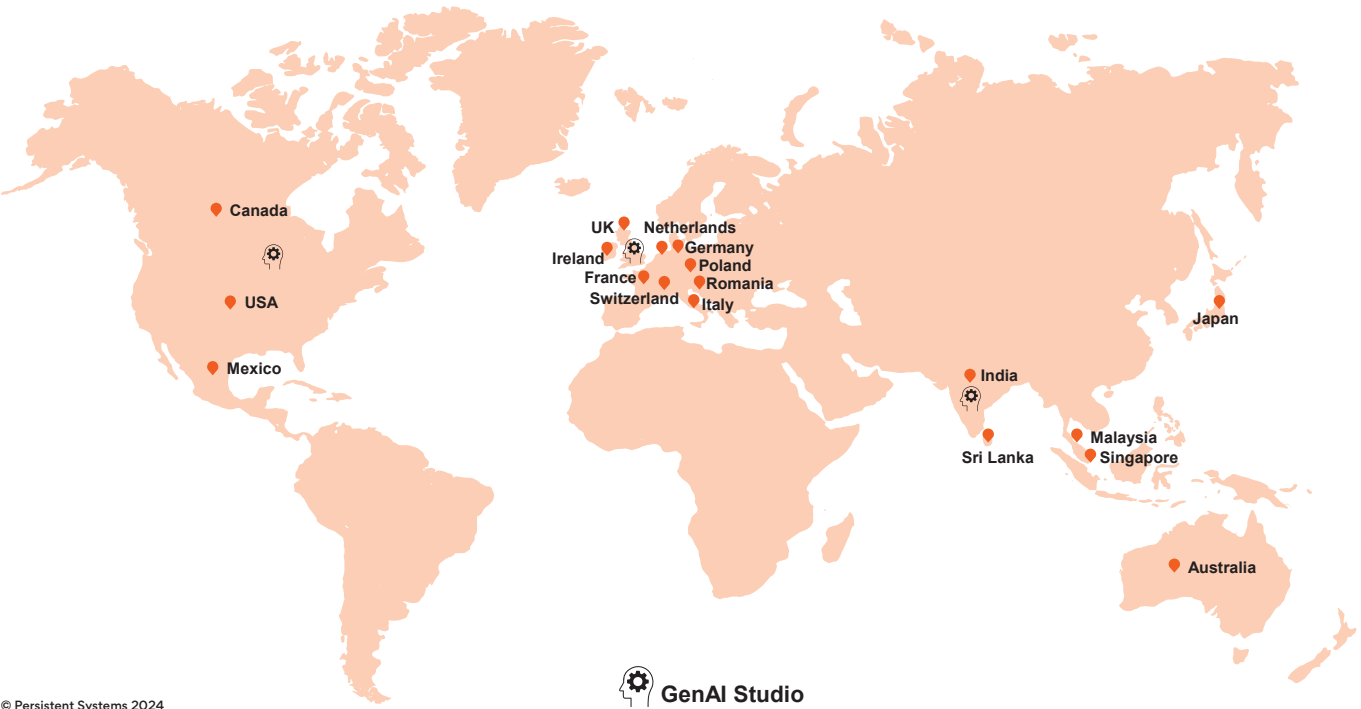 Canada
UK
Netherlands
Germany
Ireland
Poland
France
Romania
Switzerland
Italy
USA
Japan
Mexico
India
Malaysia
Sri Lanka
Singapore
Australia
GenAI Studio
© Persistent Systems 2024